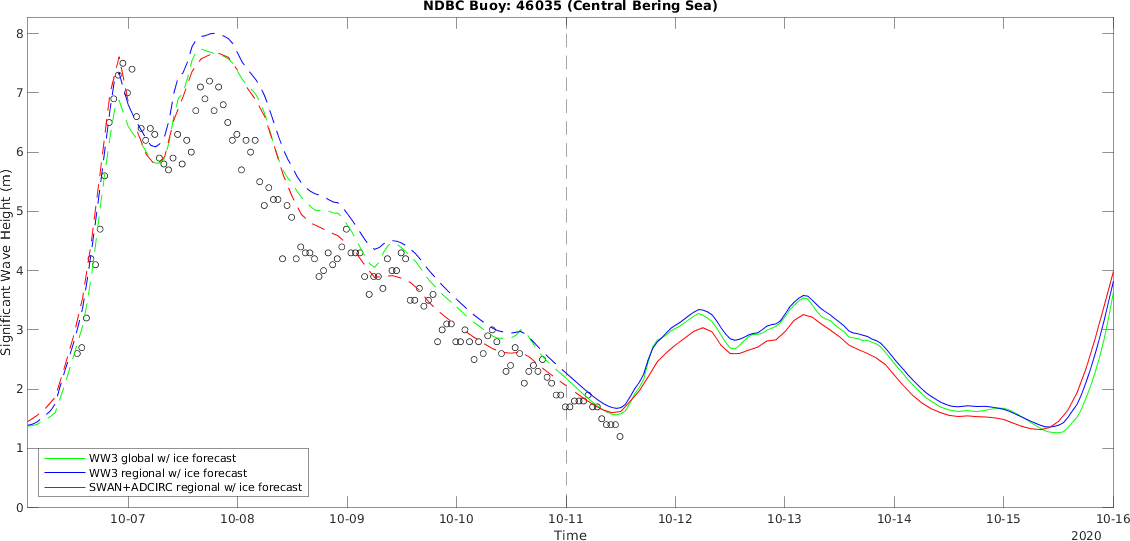 NDBC Buoy: 46035 (Central Bering Sea)
Significant Wave Height (m)
8
7
6
5
4
3
2
1
0
WW3 global w/ ice forecast
WW3 regional w/ ice forecast
SWAN+ADCIRC regional w/ ice forecast
10-07 10-08 10-09 10-10 10-11 10-12 10-13 10-14 10-15 10-16
Time
2020